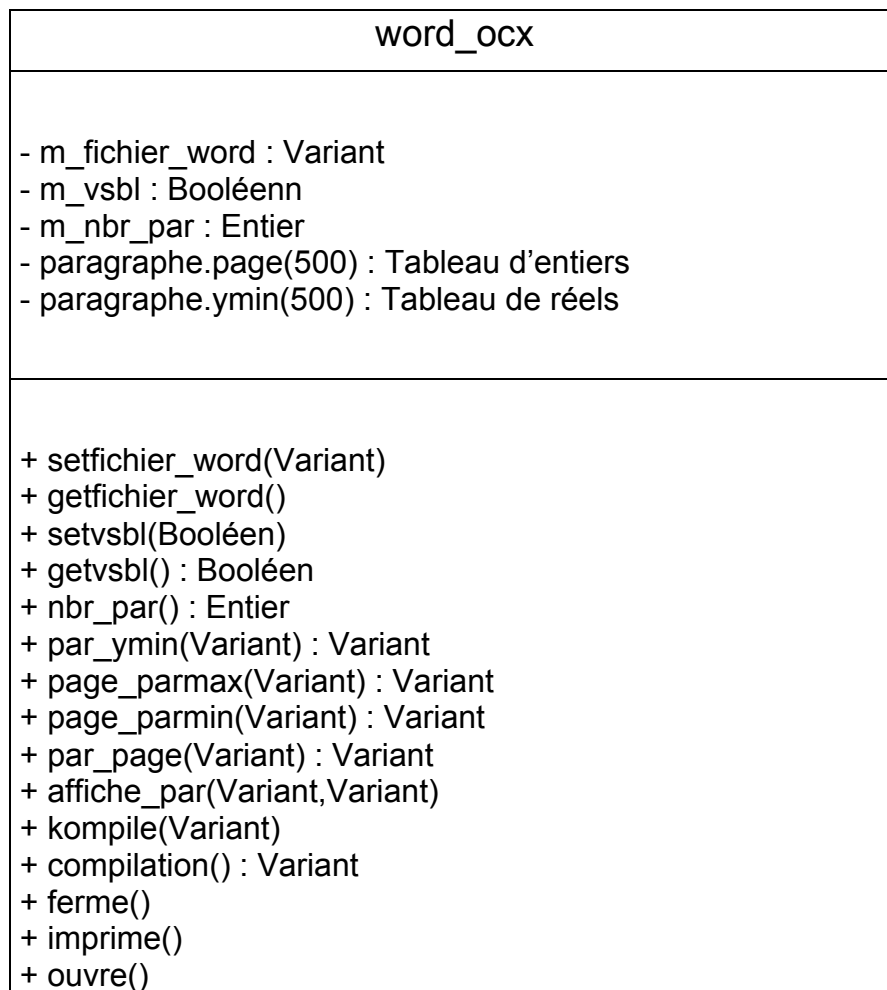 word_ocx
- m_fichier_word : Variant
- m_vsbl : Booléenn
- m_nbr_par : Entier
- paragraphe.page(500) : Tableau d’entiers
- paragraphe.ymin(500) : Tableau de réels
+ setfichier_word(Variant)
+ getfichier_word()
+ setvsbl(Booléen)
+ getvsbl() : Booléen
+ nbr_par() : Entier
+ par_ymin(Variant) : Variant
+ page_parmax(Variant) : Variant
+ page_parmin(Variant) : Variant
+ par_page(Variant) : Variant
+ affiche_par(Variant,Variant)
+ kompile(Variant)
+ compilation() : Variant
+ ferme()
+ imprime()
+ ouvre()